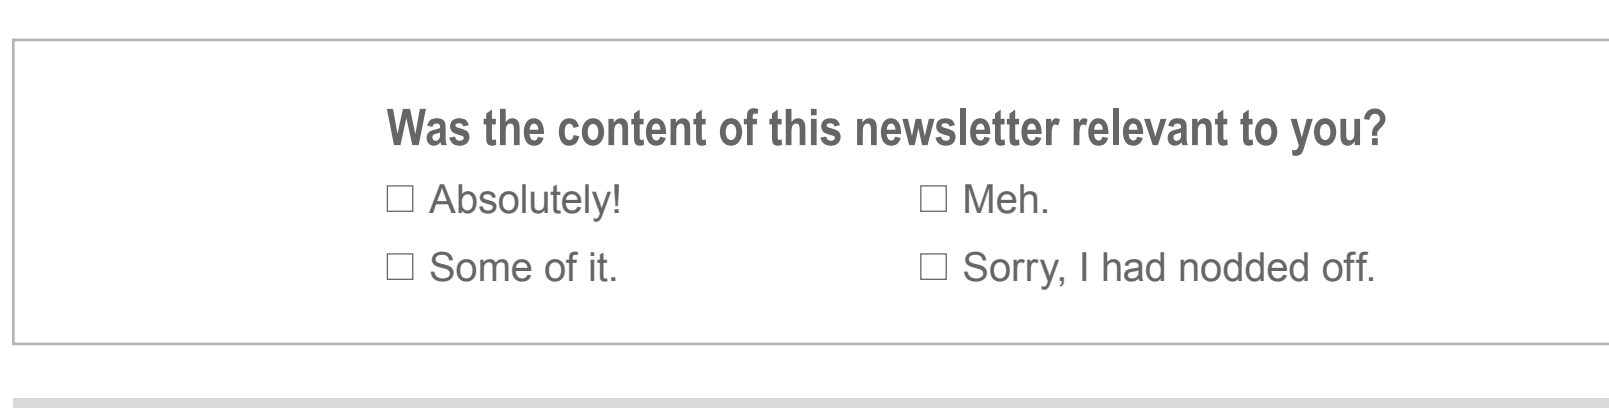 Was the content of this newsletter relevant to you?
☐ Absolutely!
☐ Meh.
☐ Some of it.
☐ Sorry, I had nodded off.